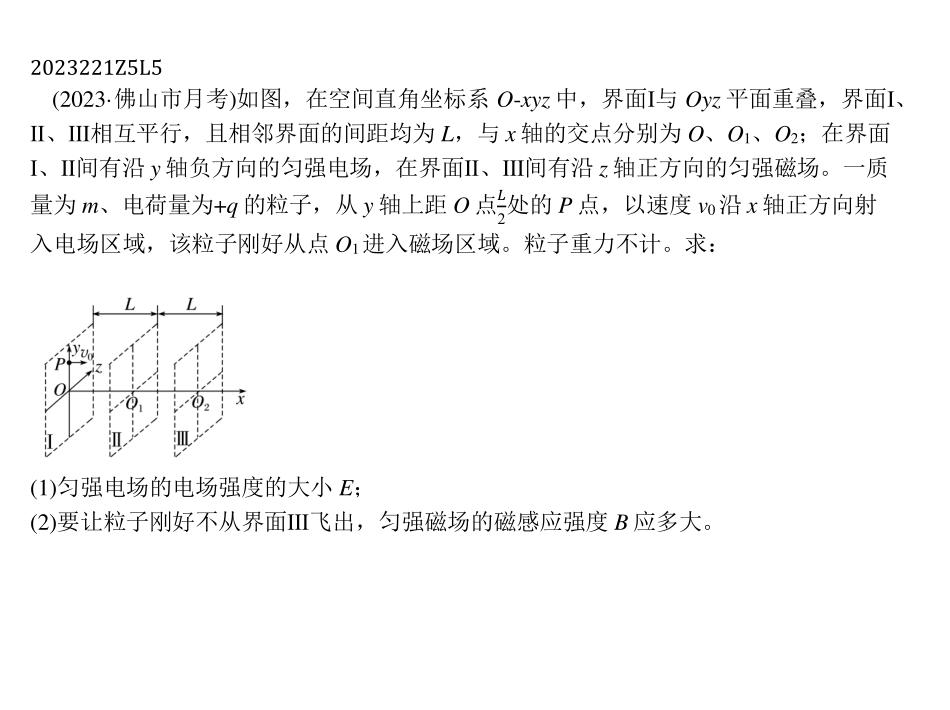 2023221Z5L5
(2023·佛山市月考)如图，在空间直角坐标系 O-xyz 中，界面Ⅰ与 Oyz 平面重叠，界面Ⅰ、
Ⅱ、Ⅲ相互平行，且相邻界面的间距均为 L，与 x 轴的交点分别为 O、O₁、O₂；在界面
Ⅰ、Ⅱ间有沿 y 轴负方向的匀强电场，在界面Ⅱ、Ⅲ间有沿 z 轴正方向的匀强磁场。一质
量为 m、电荷量为+q 的粒子，从 y 轴上距 O 点L/2处的 P 点，以速度 v₀沿 x 轴正方向射
入电场区域，该粒子刚好从点 O₁进入磁场区域。粒子重力不计。求：
L L
y v₀
P z
O O₁ O₂ x
Ⅰ Ⅱ Ⅲ
(1)匀强电场的电场强度的大小 E；
(2)要让粒子刚好不从界面Ⅲ飞出，匀强磁场的磁感应强度 B 应多大。